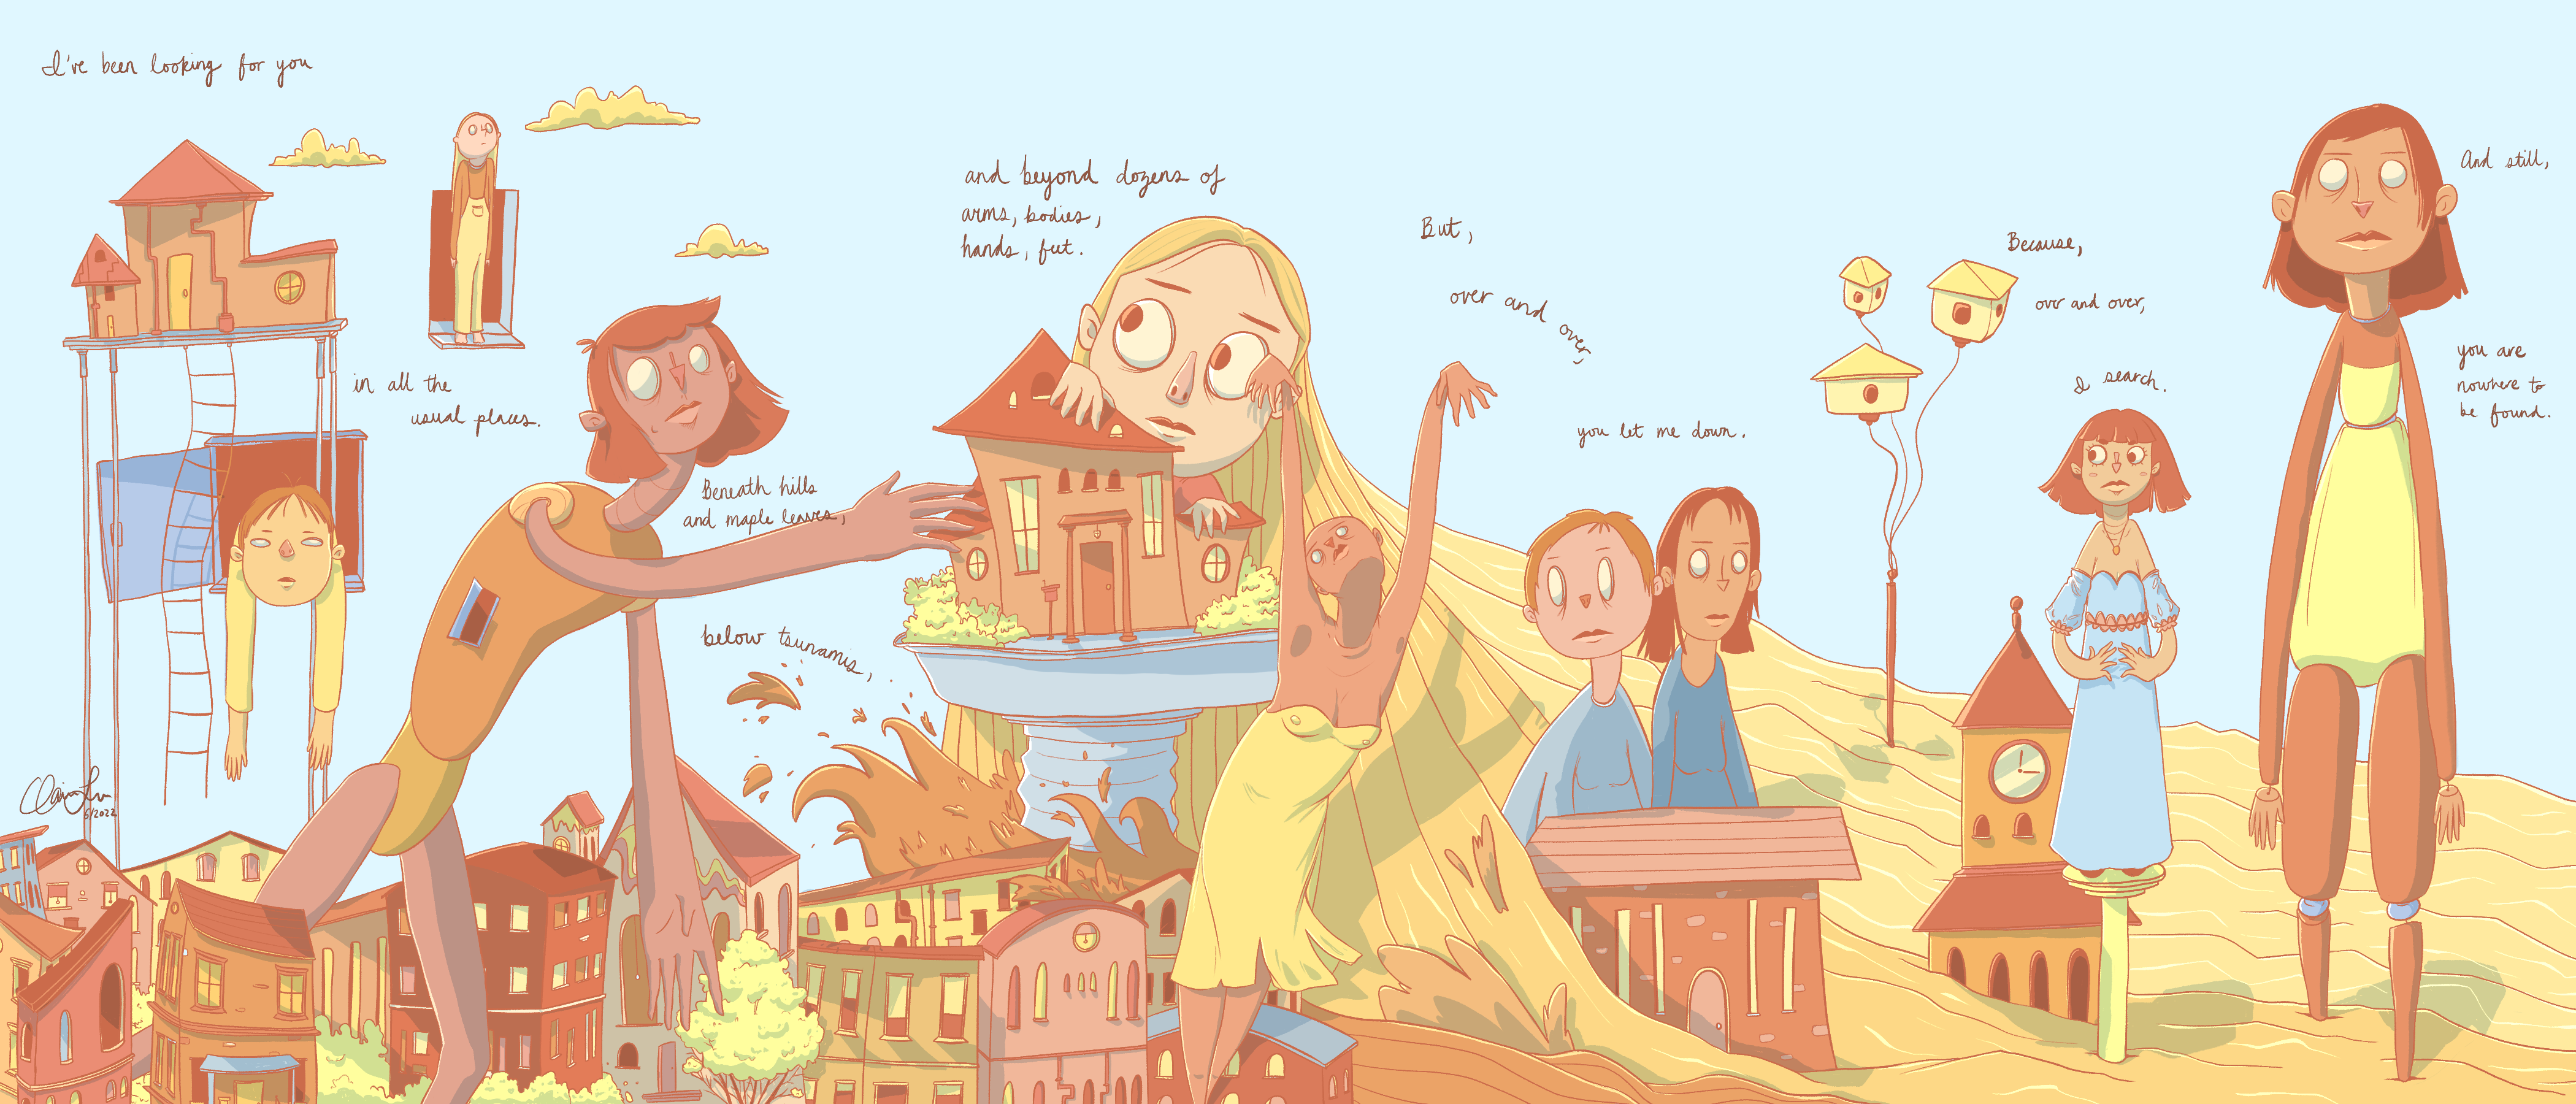 I've been looking for you
in all the
usual places.
Beneath hills
and maple leaves,
below tsunamis,
and beyond dozens of
arms, bodies,
hands, feet.
But,
over and over,
you let me down.
Because,
over and over,
I search.
And still,
you are
nowhere to
be found.
5/2022